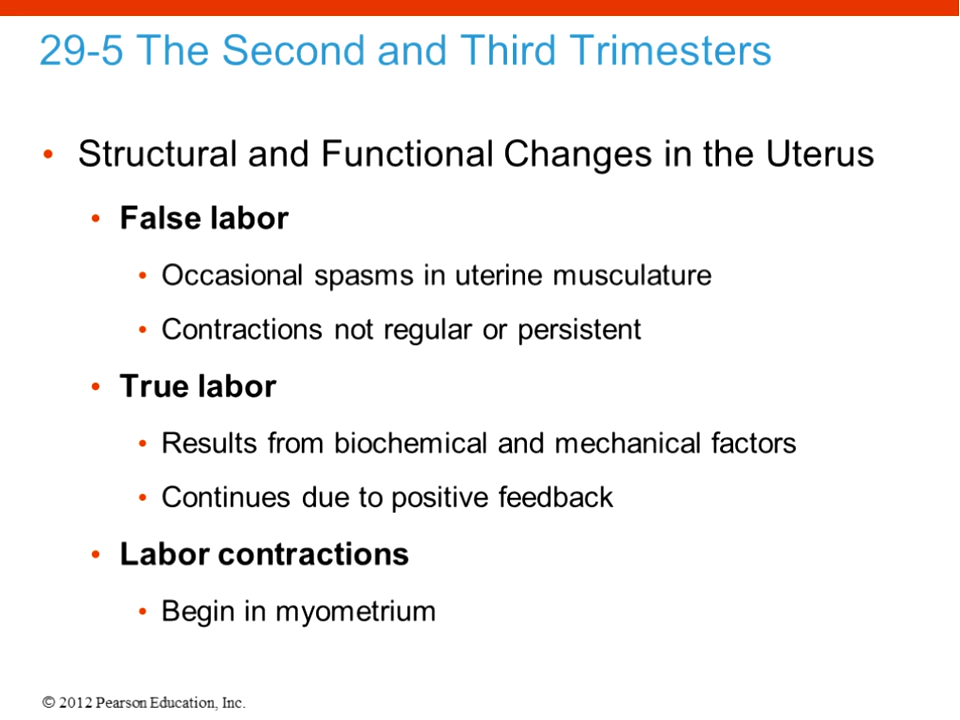 29-5 The Second and Third Trimesters
• Structural and Functional Changes in the Uterus
• False labor
• Occasional spasms in uterine musculature
• Contractions not regular or persistent
• True labor
• Results from biochemical and mechanical factors
• Continues due to positive feedback
• Labor contractions
• Begin in myometrium
© 2012 Pearson Education, Inc.